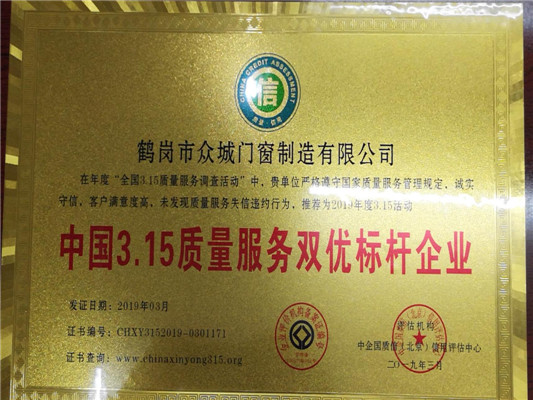 CHINA CREDIT ASSESSMENT
信
鹤岗市众城门窗制造有限公司
在年度“全国3.15质量服务调查活动”中，贵单位严格遵守国家质量服务管理规定，诚实
守信，客户满意度高、未发现质量服务失信违约行为，推荐为2019年度3.15活动
中国3.15质量服务双优标杆企业
发证日期：2019年03月
证书编号：CHXY3152019-0301171
证书查询：www.chinaxinyong315.org
评估机构
中企国质信（北京）信用评估中心
二〇一九年三月